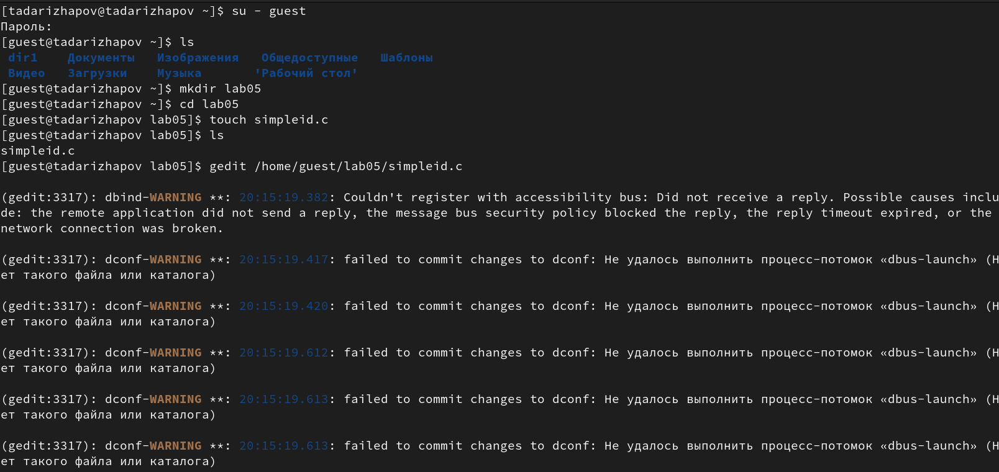 [tadarizhapov@tadarizhapov ~]$ su - guest
Пароль:
[guest@tadarizhapov ~]$ ls
dir1 Документы Изображения Общедоступные Шаблоны
Видео Загрузки Музыка 'Рабочий стол'
[guest@tadarizhapov ~]$ mkdir lab05
[guest@tadarizhapov ~]$ cd lab05
[guest@tadarizhapov lab05]$ touch simpleid.c
[guest@tadarizhapov lab05]$ ls
simpleid.c
[guest@tadarizhapov lab05]$ gedit /home/guest/lab05/simpleid.c
(gedit:3317): dbind-WARNING **: 20:15:19.382: Couldn't register with accessibility bus: Did not receive a reply. Possible causes inclu
de: the remote application did not send a reply, the message bus security policy blocked the reply, the reply timeout expired, or the
network connection was broken.
(gedit:3317): dconf-WARNING **: 20:15:19.417: failed to commit changes to dconf: Не удалось выполнить процесс-потомок «dbus-launch» (Н
ет такого файла или каталога)
(gedit:3317): dconf-WARNING **: 20:15:19.420: failed to commit changes to dconf: Не удалось выполнить процесс-потомок «dbus-launch» (Н
ет такого файла или каталога)
(gedit:3317): dconf-WARNING **: 20:15:19.612: failed to commit changes to dconf: Не удалось выполнить процесс-потомок «dbus-launch» (Н
ет такого файла или каталога)
(gedit:3317): dconf-WARNING **: 20:15:19.613: failed to commit changes to dconf: Не удалось выполнить процесс-потомок «dbus-launch» (Н
ет такого файла или каталога)
(gedit:3317): dconf-WARNING **: 20:15:19.613: failed to commit changes to dconf: Не удалось выполнить процесс-потомок «dbus-launch» (Н
ет такого файла или каталога)